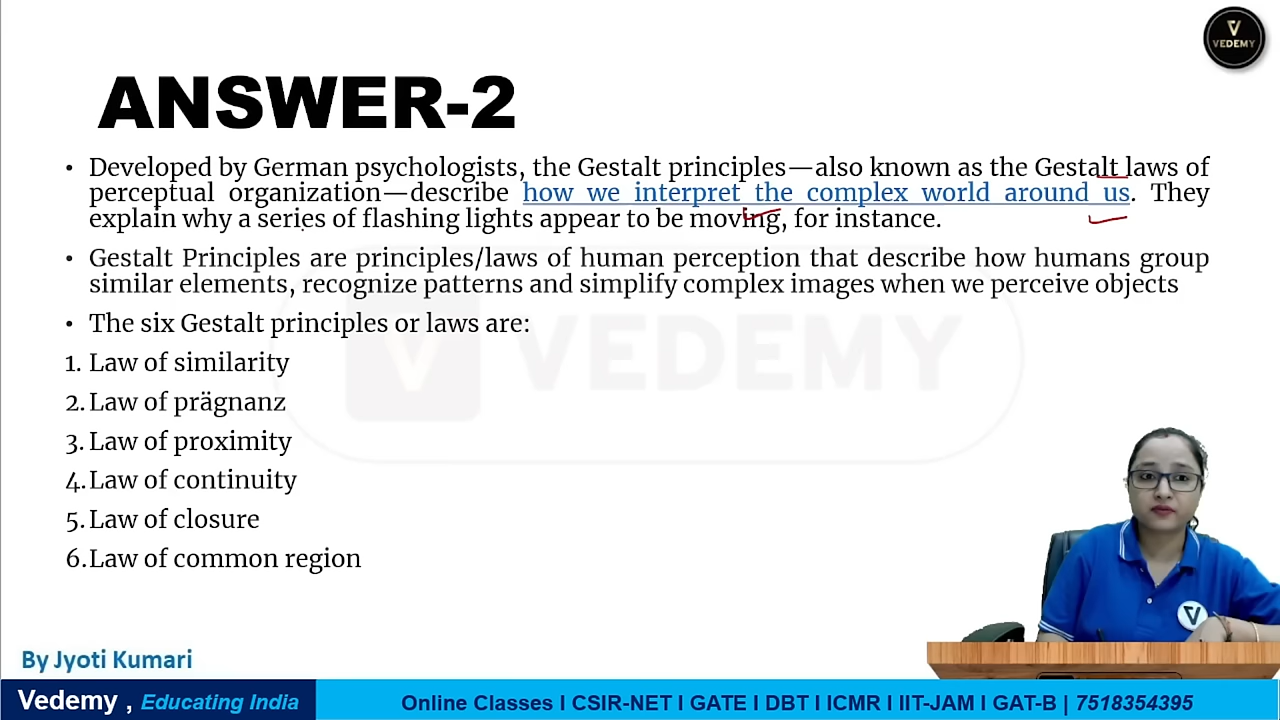 VEDEMY
ANSWER-2
• Developed by German psychologists, the Gestalt principles—also known as the Gestalt laws of
perceptual organization—describe how we interpret the complex world around us. They
explain why a series of flashing lights appear to be moving, for instance.
• Gestalt Principles are principles/laws of human perception that describe how humans group
similar elements, recognize patterns and simplify complex images when we perceive objects
• The six Gestalt principles or laws are:
1. Law of similarity
2. Law of prägnanz
3. Law of proximity
4. Law of continuity
5. Law of closure
6. Law of common region
VEDEMY
By Jyoti Kumari
Vedemy , Educating India
Online Classes I CSIR-NET I GATE I DBT I ICMR I IIT-JAM I GAT-B | 7518354395